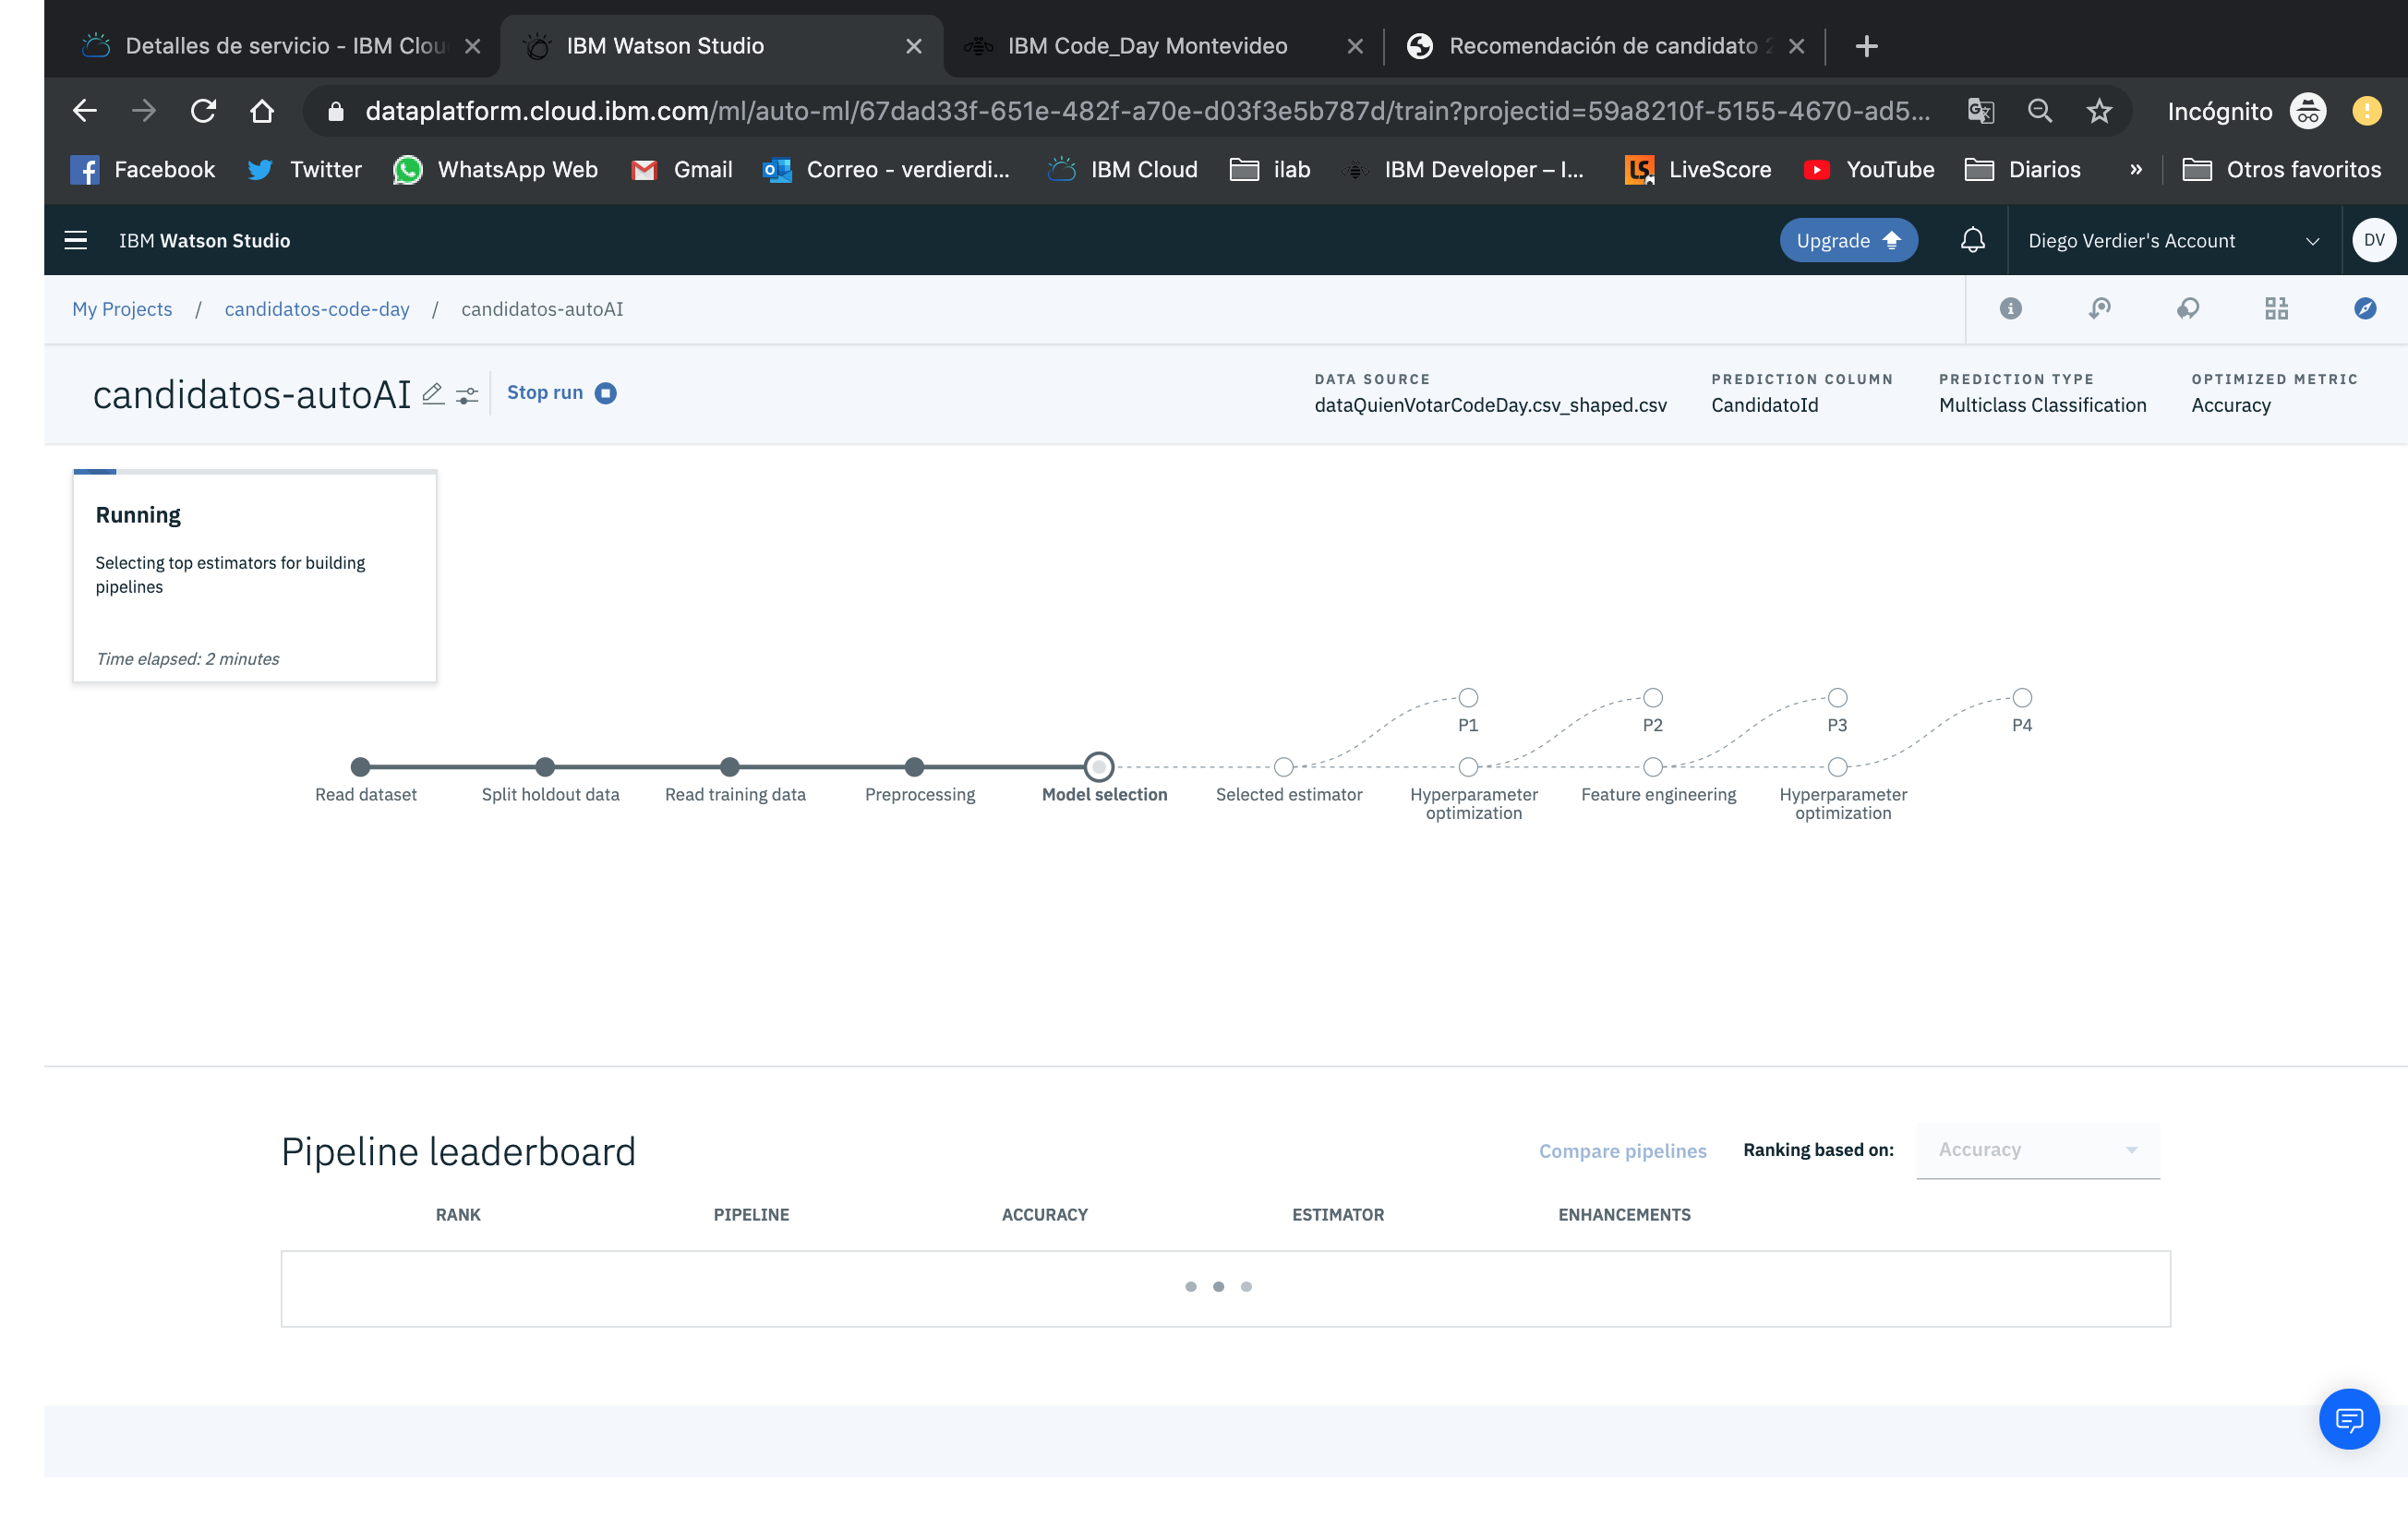 Detalles de servicio - IBM Clou
IBM Watson Studio
IBM Code_Day Montevideo
Recomendación de candidato 2
dataplatform.cloud.ibm.com/ml/auto-ml/67dad33f-651e-482f-a70e-d03f3e5b787d/train?projectid=59a8210f-5155-4670-ad5...
Incógnito
Facebook
Twitter
WhatsApp Web
Gmail
Correo - verdierdi...
IBM Cloud
ilab
IBM Developer – I...
LS
LiveScore
YouTube
Diarios
»
Otros favoritos
IBM Watson Studio
Upgrade
Diego Verdier's Account
DV
My Projects / candidatos-code-day / candidatos-autoAI
candidatos-autoAI
Stop run
DATA SOURCE
dataQuienVotarCodeDay.csv_shaped.csv
PREDICTION COLUMN
CandidatoId
PREDICTION TYPE
Multiclass Classification
OPTIMIZED METRIC
Accuracy
Running
Selecting top estimators for building
pipelines
Time elapsed: 2 minutes
P1
P2
P3
P4
Read dataset
Split holdout data
Read training data
Preprocessing
Model selection
Selected estimator
Hyperparameter
optimization
Feature engineering
Hyperparameter
optimization
Pipeline leaderboard
Compare pipelines
Ranking based on:
Accuracy
RANK
PIPELINE
ACCURACY
ESTIMATOR
ENHANCEMENTS